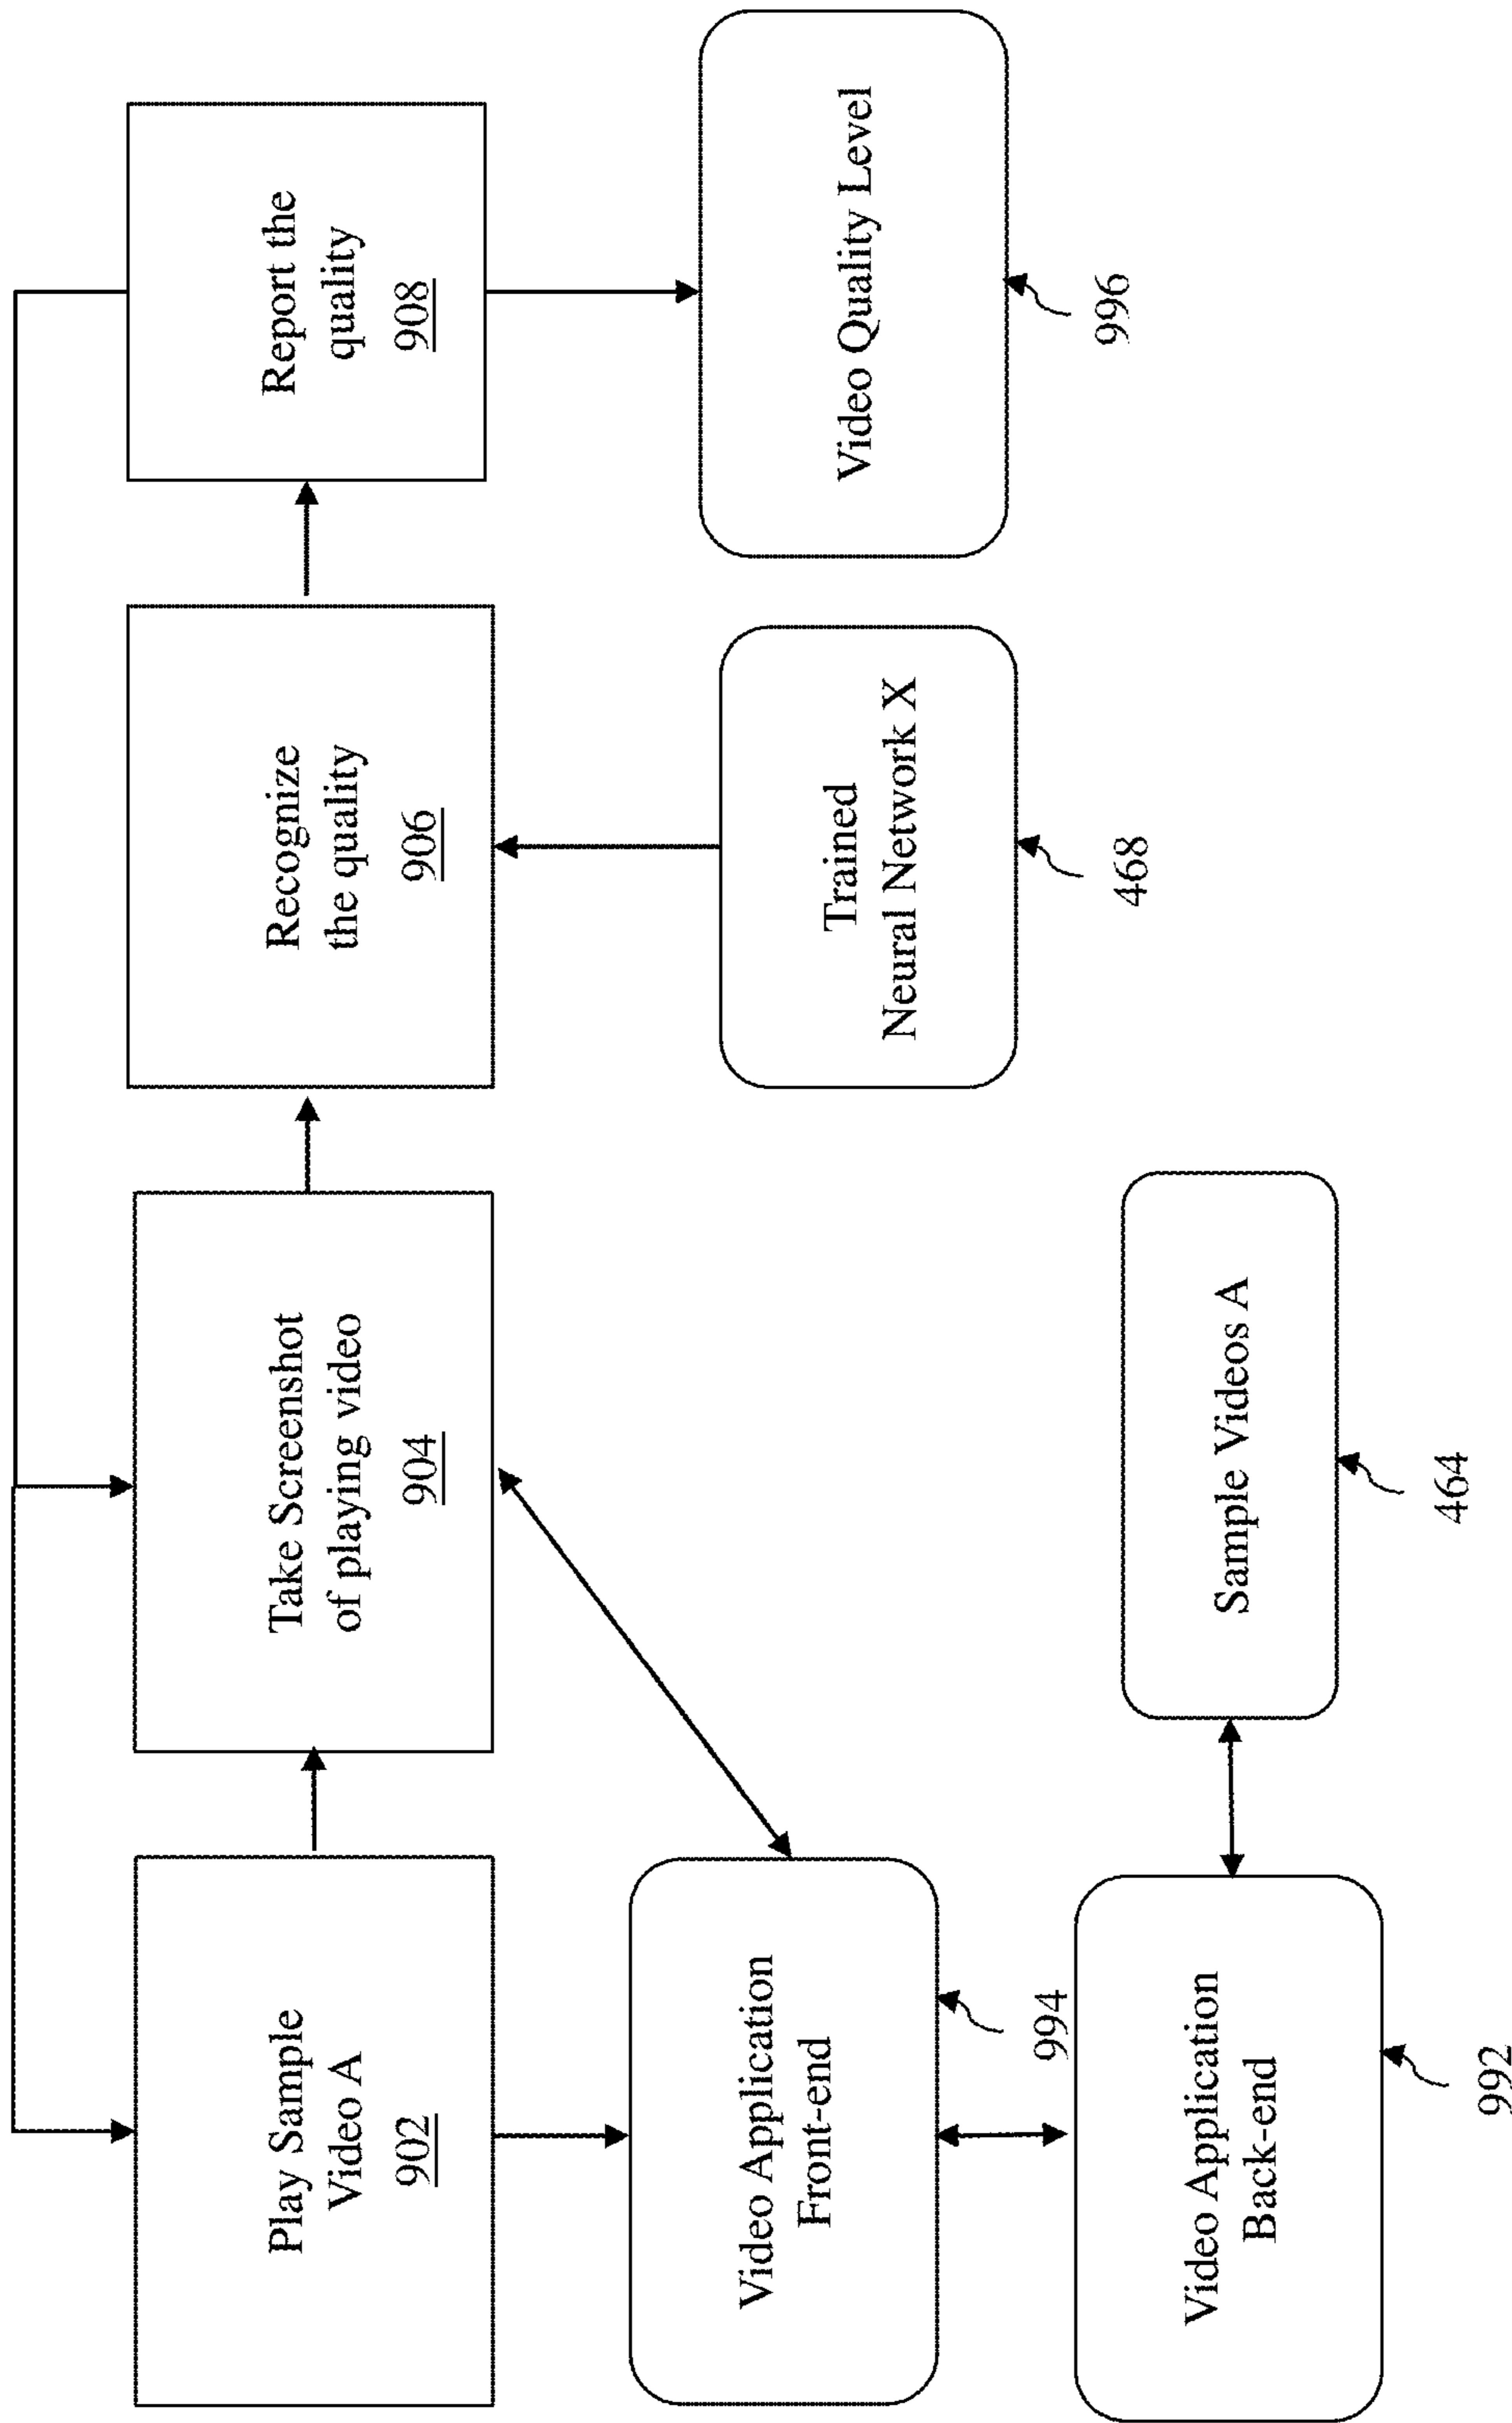 Play Sample
Video A
902
Take Screenshot
of playing video
904
Recognize
the quality
906
Report the
quality
908
Video Application
Front-end
994
Trained
Neural Network X
468
Video Quality Level
996
Video Application
Back-end
992
Sample Videos A
464